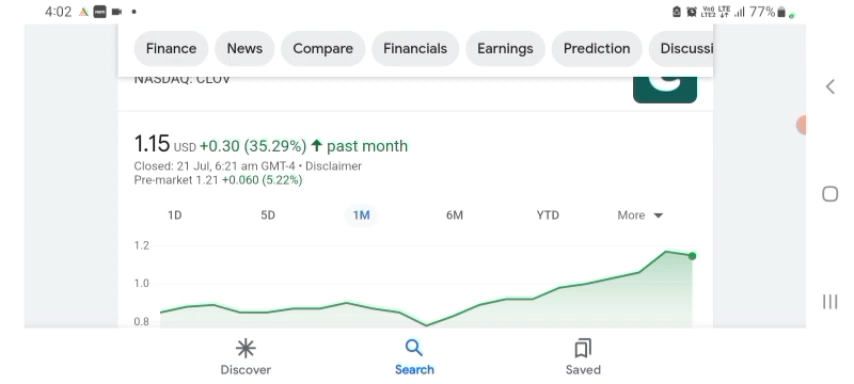 4:02
77%
Finance News Compare Financials Earnings Prediction Discussi
NASDAQ: CLOV
1.15 USD +0.30 (35.29%) ↑ past month
Closed: 21 Jul, 6:21 am GMT-4 • Disclaimer
Pre-market 1.21 +0.060 (5.22%)
1D 5D 1M 6M YTD More
1.2
1.0
0.8
Discover Search Saved